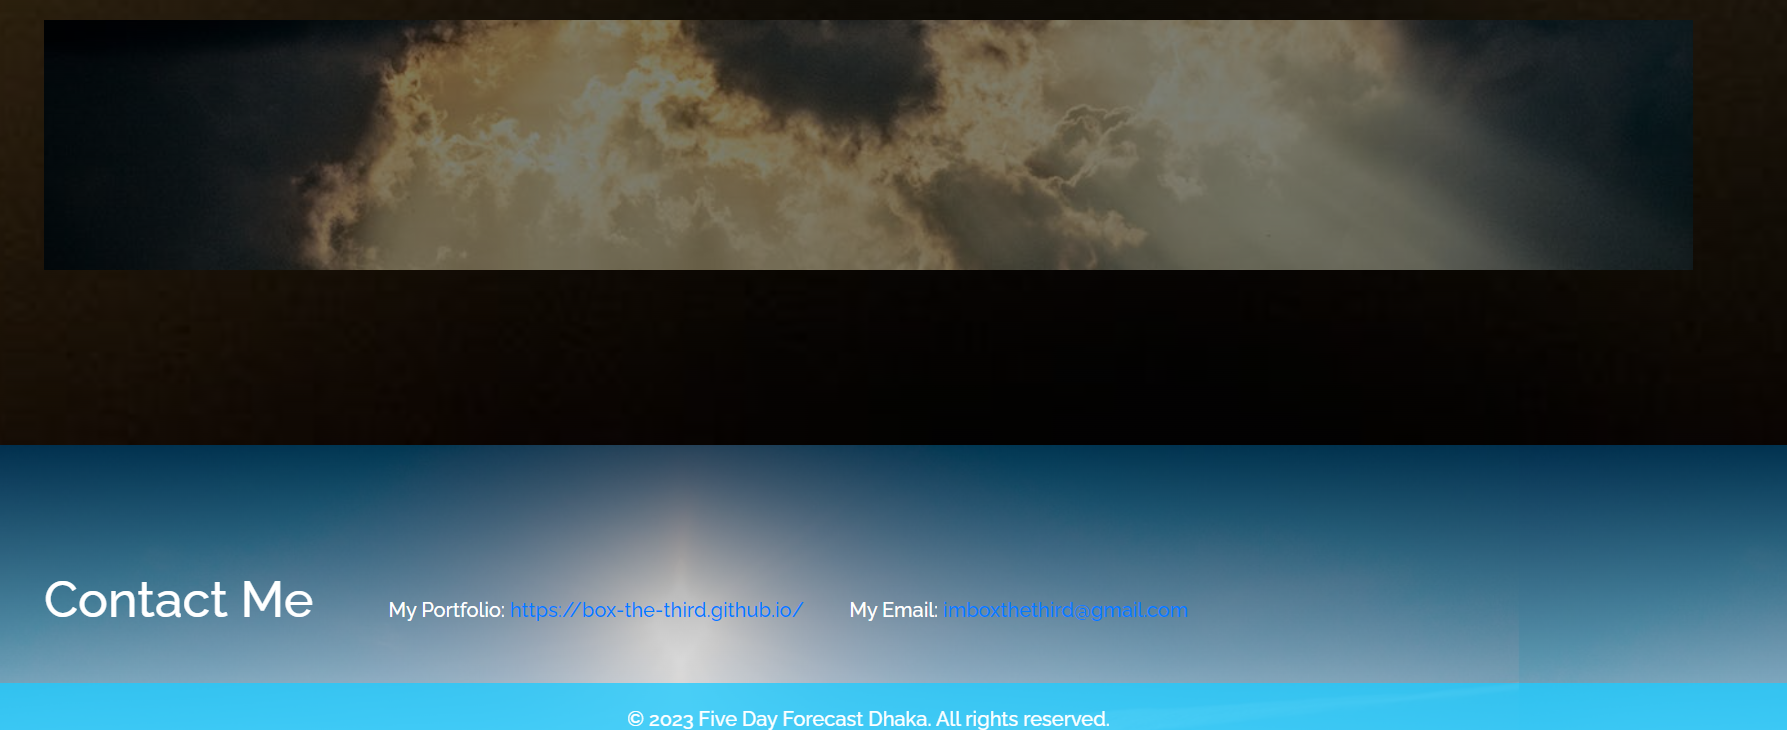 Contact Me
My Portfolio: https://box-the-third.github.io/ My Email: imboxthethird@gmail.com
© 2023 Five Day Forecast Dhaka. All rights reserved.